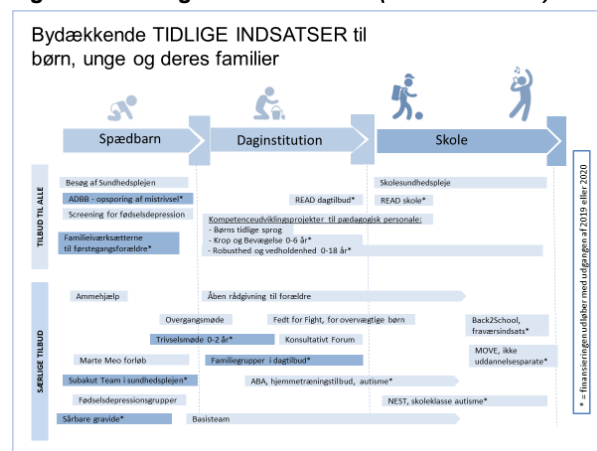 Bydækkende TIDLIGE INDSATSER til
børn, unge og deres familier
Spædbarn
Daginstitution
Skole
TILBUD TIL ALLE
Besøg af Sundhedsplejen
Skolesundhedspleje
ADBB - opsporing af mistrivsel*
READ dagtilbud*
READ skole*
Screening for fødselsdepression
Kompetenceudviklingsprojekter til pædagogisk personale:
- Børns tidlige sprog
- Krop og Bevægelse 0-6 år*
- Robusthed og vedholdenhed 0-18 år*
Familieiværksætterne
til førstegangsforældre*
SÆRLIGE TILBUD
Ammehjælp
Åben rådgivning til forældre
Overgangsmøde
Fedt for Fight, for overvægtige børn
Back2School,
fraværsindsats*
Trivselsmøde 0-2 år*
Konsultativt Forum
Marte Meo forløb
Familiegrupper i dagtilbud*
MOVE, ikke
uddannelsesparate*
Subakut Team i sundhedsplejen*
ABA, hjemmetræningstilbud, autisme*
Fødselsdepressionsgrupper
NEST, skoleklasse autisme*
Sårbare gravide*
Basisteam
* = finansieringen udløber med udgangen af 2019 eller 2020